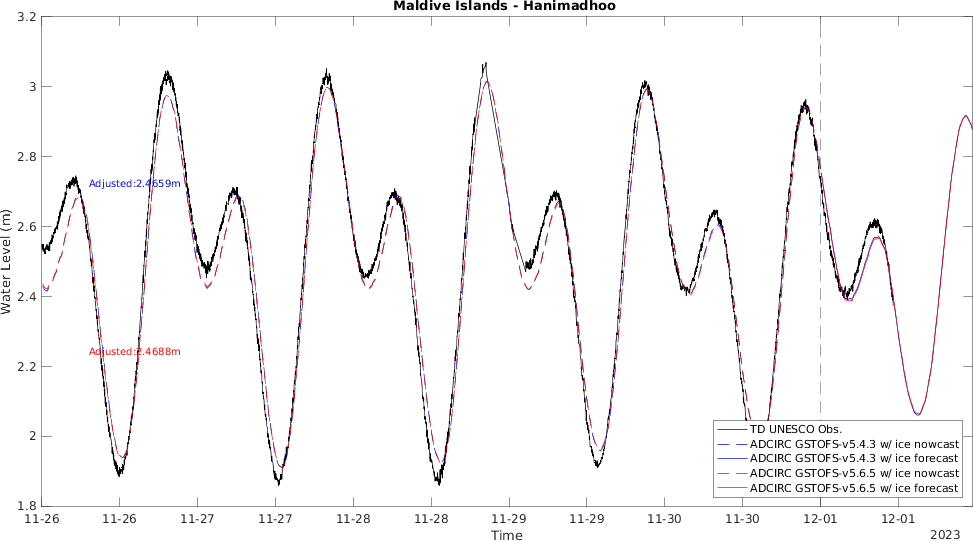 Maldive Islands - Hanimadhoo
3.2
3
2.8
2.6
2.4
2.2
2
1.8
Water Level (m)
Adjusted:2.4659m
Adjusted:2.4688m
TD UNESCO Obs.
ADCIRC GSTOFS-v5.4.3 w/ ice nowcast
ADCIRC GSTOFS-v5.4.3 w/ ice forecast
ADCIRC GSTOFS-v5.6.5 w/ ice nowcast
ADCIRC GSTOFS-v5.6.5 w/ ice forecast
11-26 11-26 11-27 11-27 11-28 11-28 11-29 11-29 11-30 11-30 12-01 12-01
Time
2023